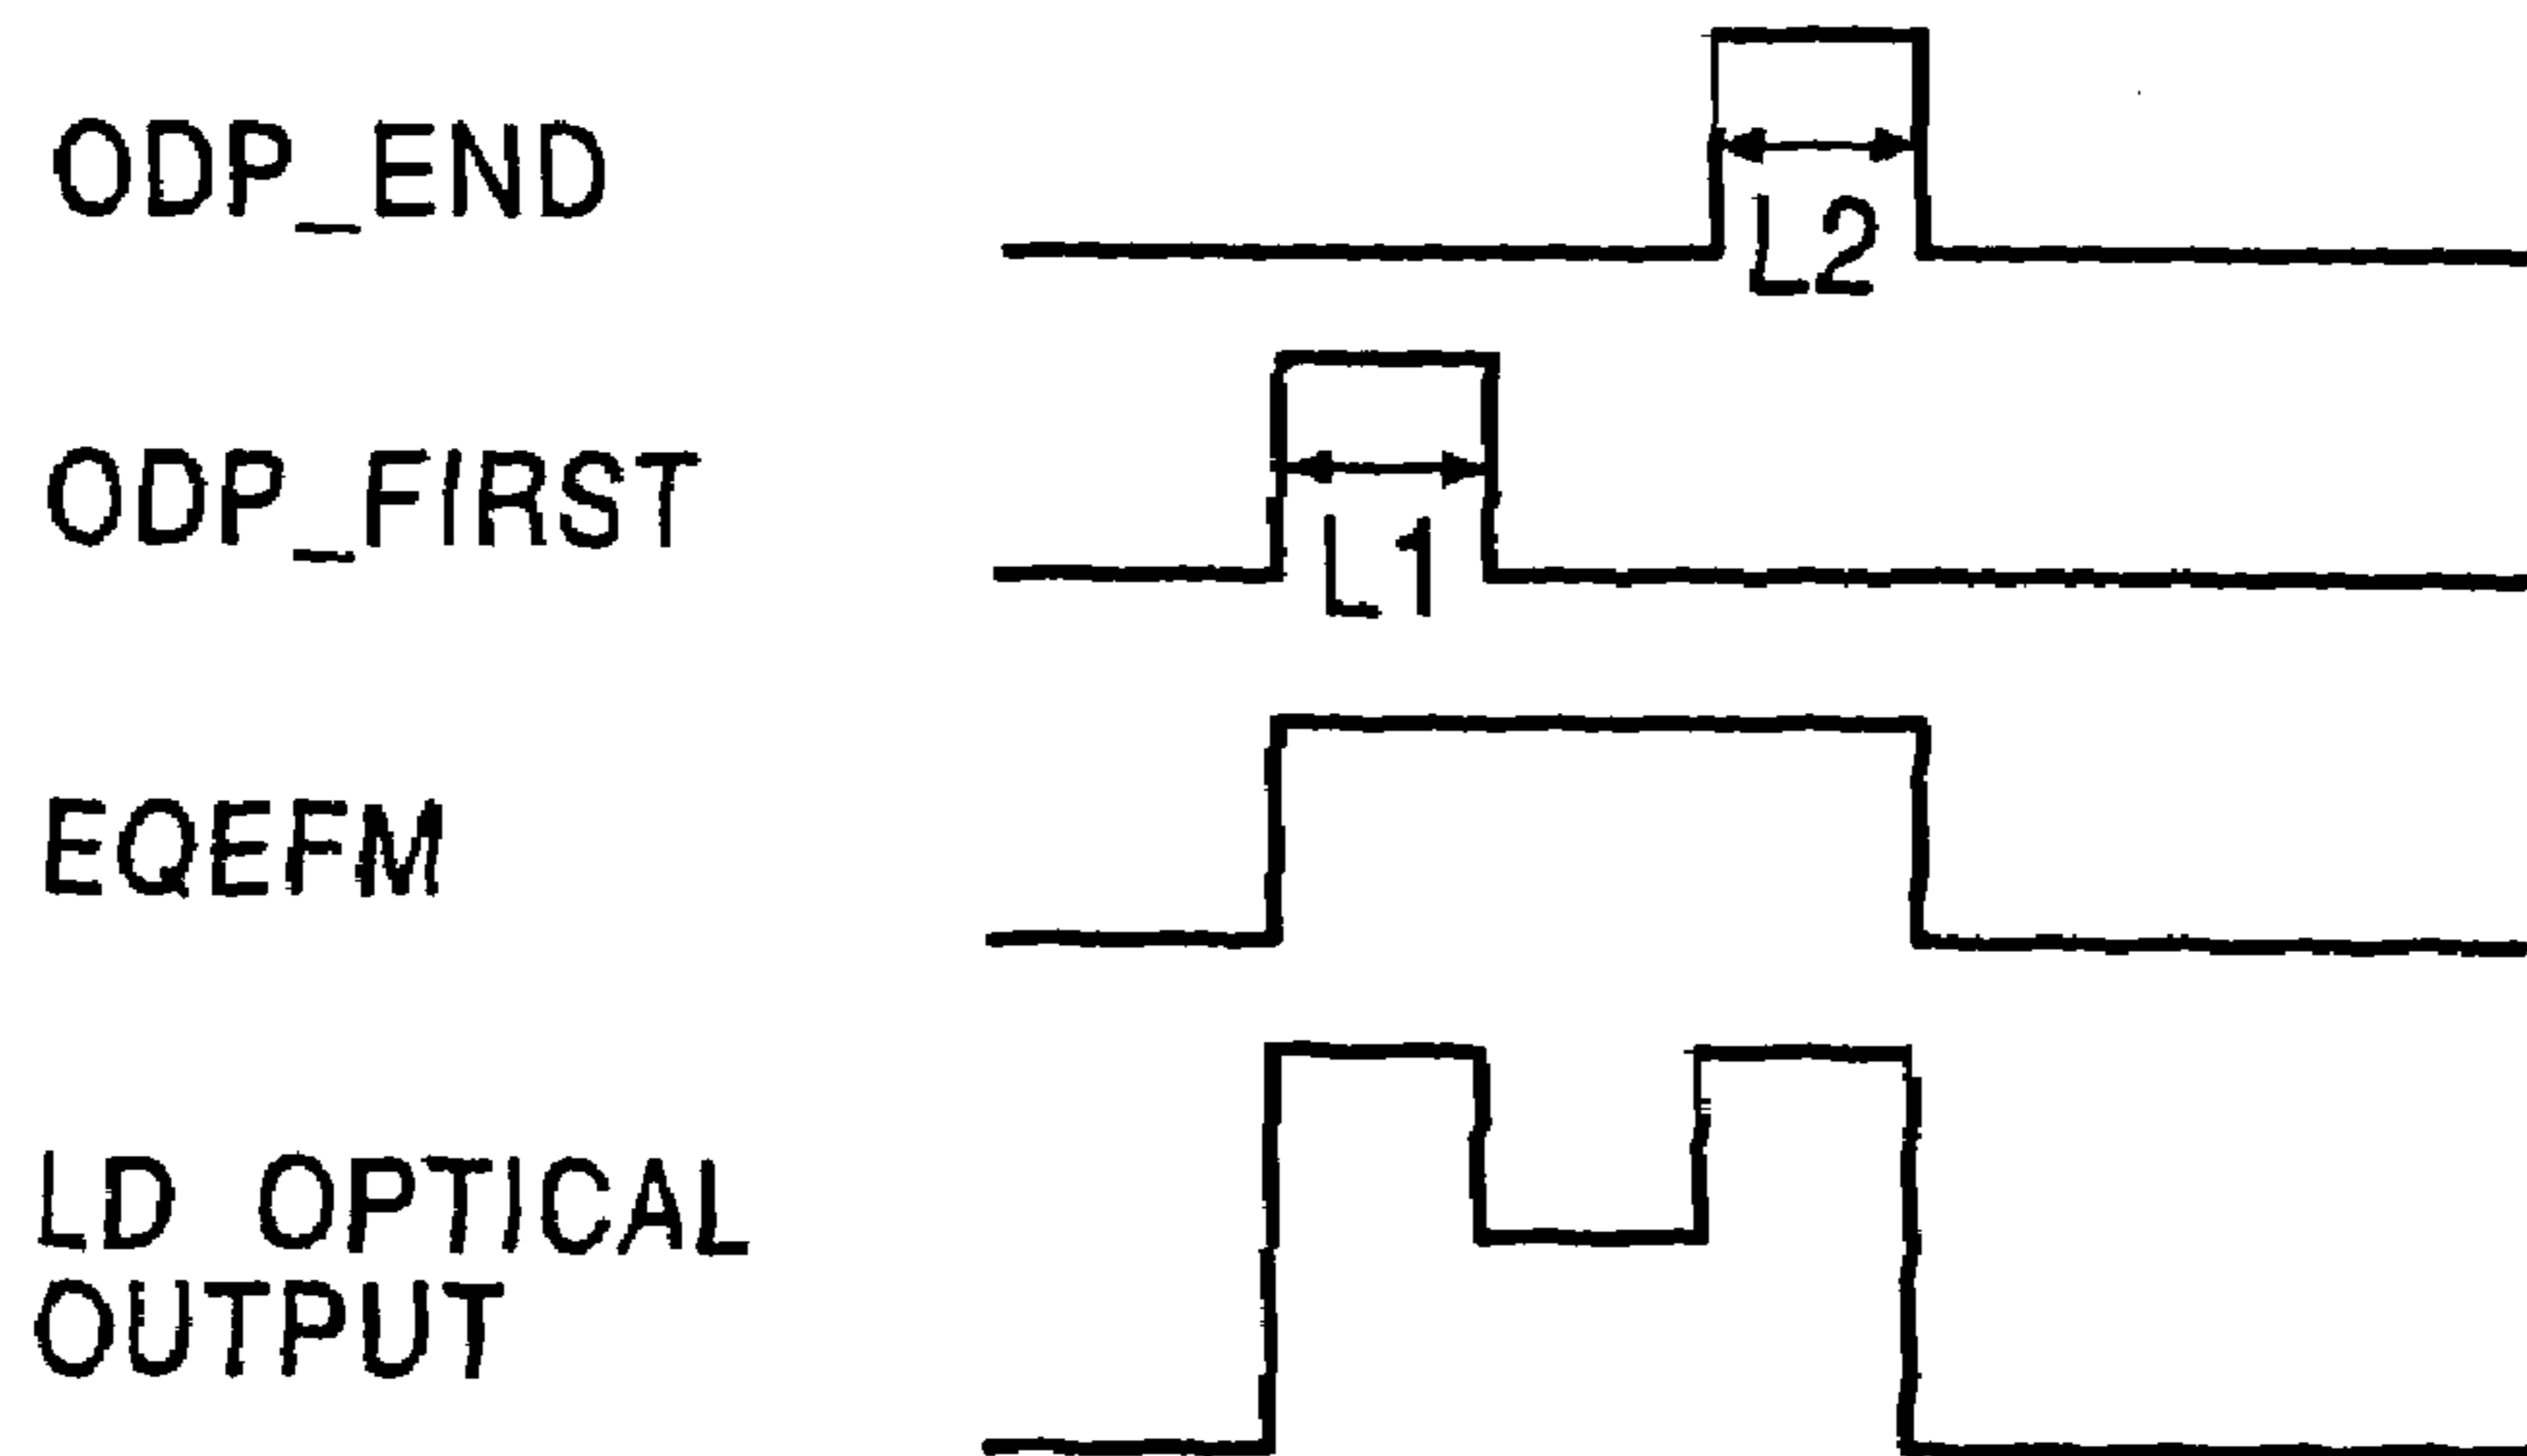 ODP_END
L2
ODP_FIRST
L1
EQEFM
LD OPTICAL
OUTPUT